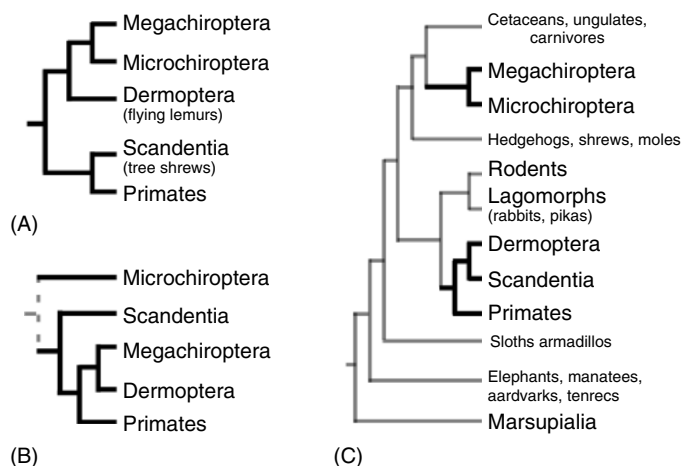 Megachiroptera
Microchiroptera
Dermoptera
(flying lemurs)
Scandentia
(tree shrews)
Primates
(A)
Microchiroptera
Scandentia
Megachiroptera
Dermoptera
Primates
(B)
Cetaceans, ungulates,
carnivores
Megachiroptera
Microchiroptera
Hedgehogs, shrews, moles
Rodents
Lagomorphs
(rabbits, pikas)
Dermoptera
Scandentia
Primates
Sloths armadillos
Elephants, manatees,
aardvarks, tenrecs
Marsupialia
(C)